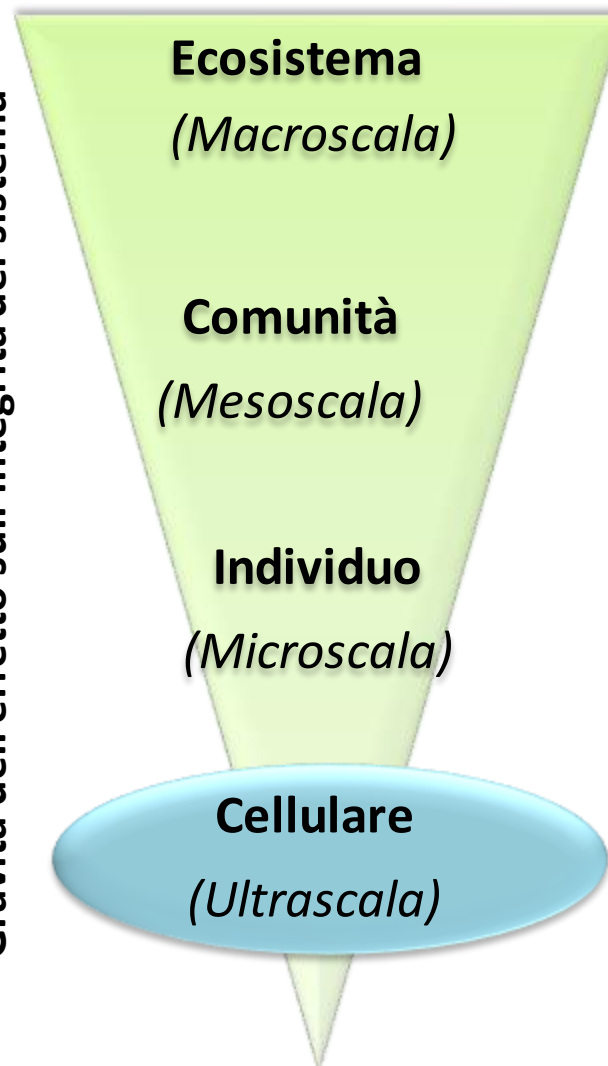 Ecosistema
(Macroscala)
Comunità
(Mesoscala)
Individuo
(Microscala)
Cellulare
(Ultrascala)